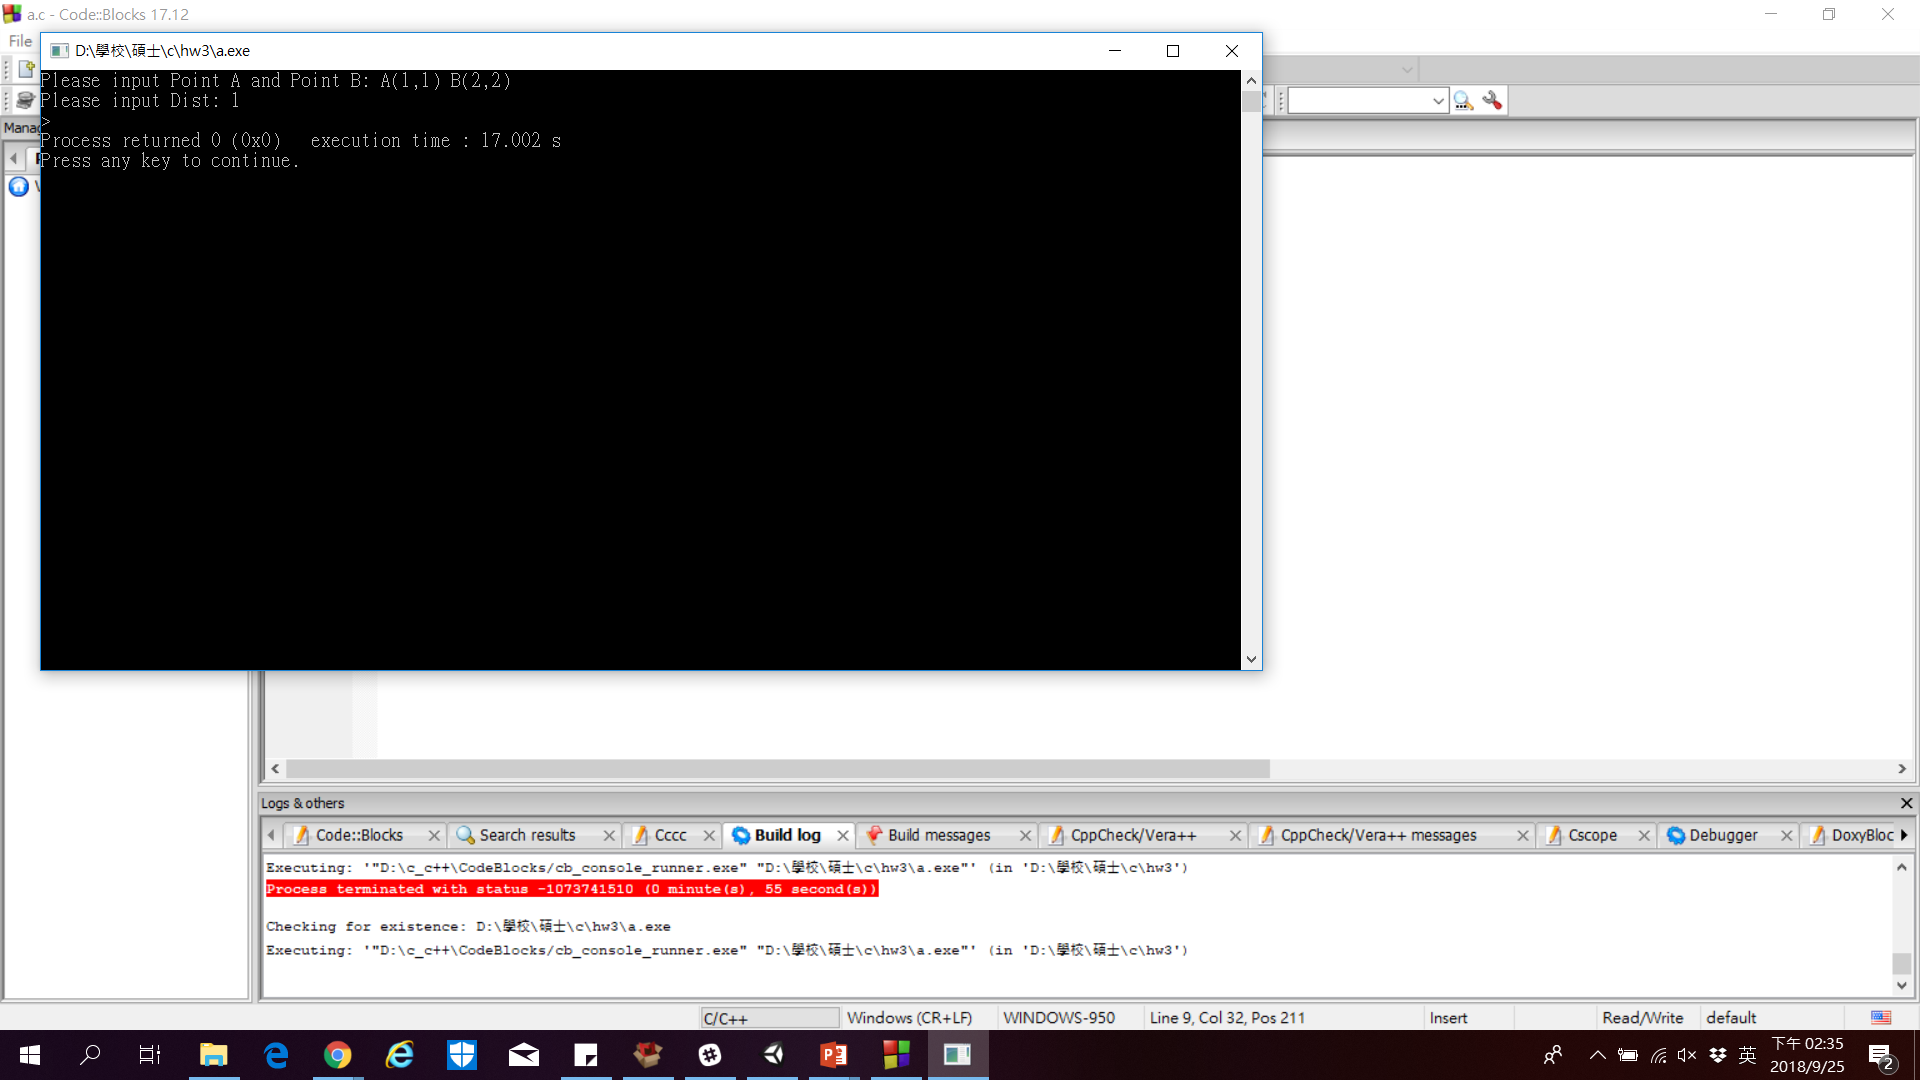 a.c - Code::Blocks 17.12
File
D:\學校\碩士\c\hw3\a.exe
Please input Point A and Point B: A(1,1) B(2,2)
Please input Dist: 1
>
Process returned 0 (0x0)   execution time : 17.002 s
Press any key to continue.
Manag
Logs & others
Code::Blocks
Search results
Cccc
Build log
Build messages
CppCheck/Vera++
CppCheck/Vera++ messages
Cscope
Debugger
DoxyBloc
Executing: '"D:\c_c++\CodeBlocks/cb_console_runner.exe" "D:\學校\碩士\c\hw3\a.exe"' (in 'D:\學校\碩士\c\hw3')
Process terminated with status -1073741510 (0 minute(s), 55 second(s))
Checking for existence: D:\學校\碩士\c\hw3\a.exe
Executing: '"D:\c_c++\CodeBlocks/cb_console_runner.exe" "D:\學校\碩士\c\hw3\a.exe"' (in 'D:\學校\碩士\c\hw3')
C/C++
Windows (CR+LF)
WINDOWS-950
Line 9, Col 32, Pos 211
Insert
Read/Write
default
英
下午 02:35
2018/9/25
2